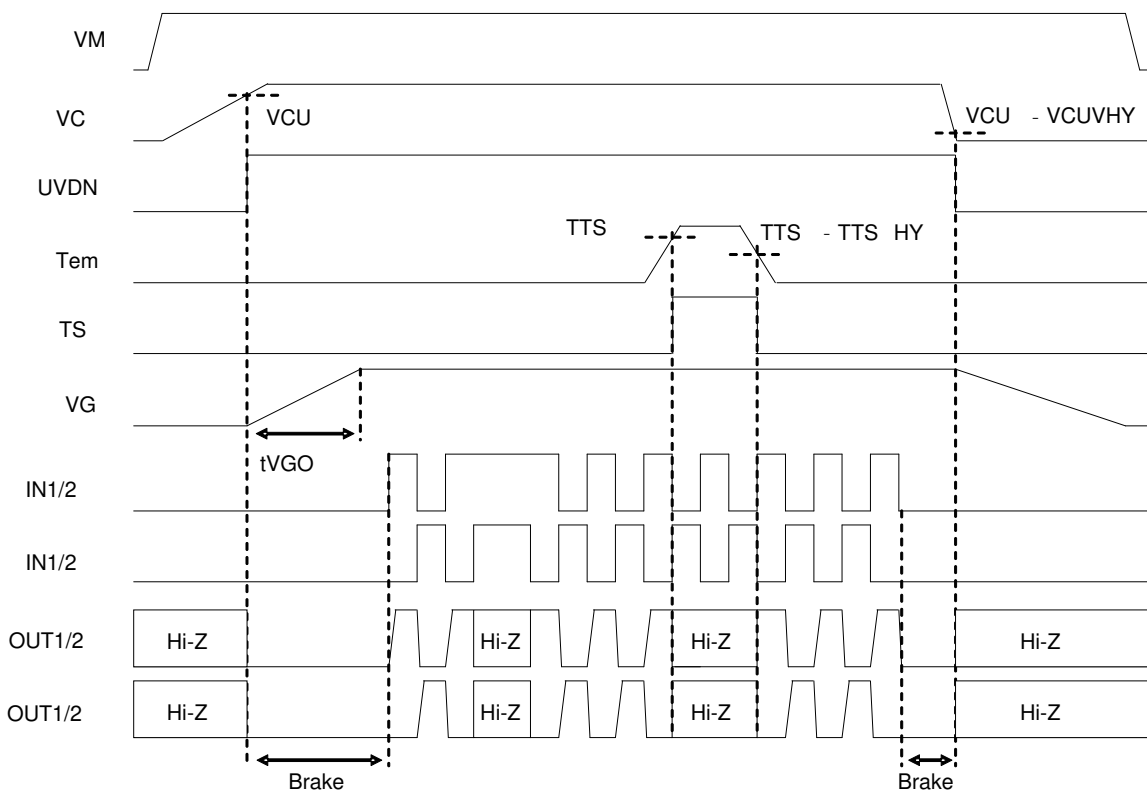 VM
VC
VCU
VCU - VCUVHY
UVDN
TTS
TTS - TTS HY
Tem
TS
VG
tVGO
IN1/2
IN1/2
OUT1/2
Hi-Z
Hi-Z
Hi-Z
Hi-Z
OUT1/2
Hi-Z
Hi-Z
Hi-Z
Hi-Z
Brake
Brake